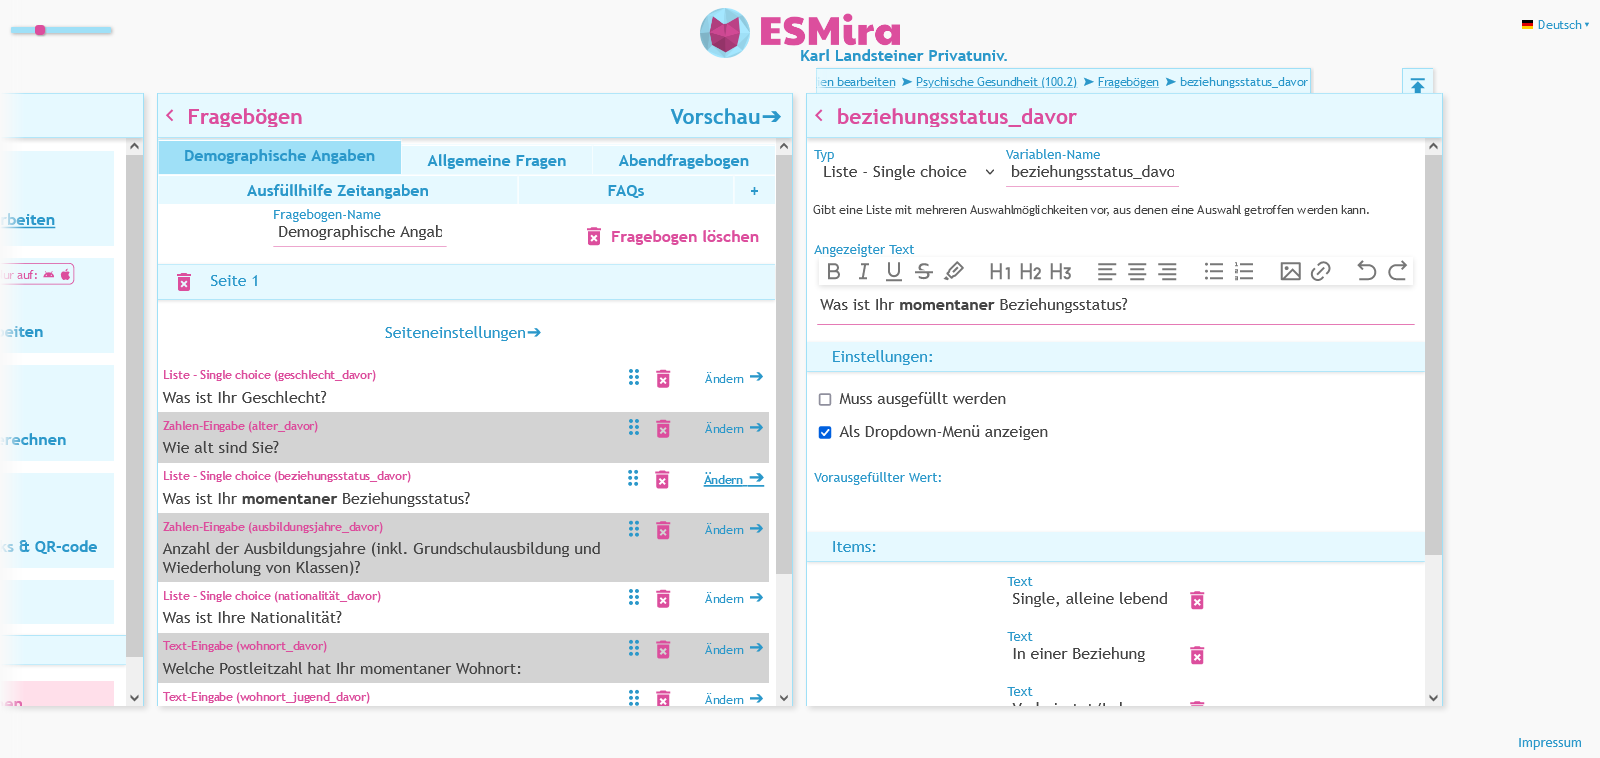 ESMira
Karl Landsteiner Privatuniv.
Deutsch
en bearbeiten ➤ Psychische Gesundheit (100.2) ➤ Fragebögen ➤ beziehungsstatus_davor
rbeiten
ur auf:
eiten
erechnen
ks & QR-code
en
Fragebögen
Vorschau
Demographische Angaben
Allgemeine Fragen
Abendfragebogen
Ausfüllhilfe Zeitangaben
FAQs
+
Fragebogen-Name
Demographische Angab
Fragebogen löschen
Seite 1
Seiteneinstellungen
Liste - Single choice (geschlecht_davor)
Ändern
Was ist Ihr Geschlecht?
Zahlen-Eingabe (alter_davor)
Ändern
Wie alt sind Sie?
Liste - Single choice (beziehungsstatus_davor)
Ändern
Was ist Ihr momentaner Beziehungsstatus?
Zahlen-Eingabe (ausbildungsjahre_davor)
Ändern
Anzahl der Ausbildungsjahre (inkl. Grundschulausbildung und
Wiederholung von Klassen)?
Liste - Single choice (nationalität_davor)
Ändern
Was ist Ihre Nationalität?
Text-Eingabe (wohnort_davor)
Ändern
Welche Postleitzahl hat Ihr momentaner Wohnort:
Text-Eingabe (wohnort_jugend_davor)
Ändern
beziehungsstatus_davor
Typ
Liste - Single choice
Variablen-Name
beziehungsstatus_davo
Gibt eine Liste mit mehreren Auswahlmöglichkeiten vor, aus denen eine Auswahl getroffen werden kann.
Angezeigter Text
B I U S H1 H2 H3
Was ist Ihr momentaner Beziehungsstatus?
Einstellungen:
Muss ausgefüllt werden
Als Dropdown-Menü anzeigen
Vorausgefüllter Wert:
Items:
Text
Single, alleine lebend
Text
In einer Beziehung
Text
Impressum